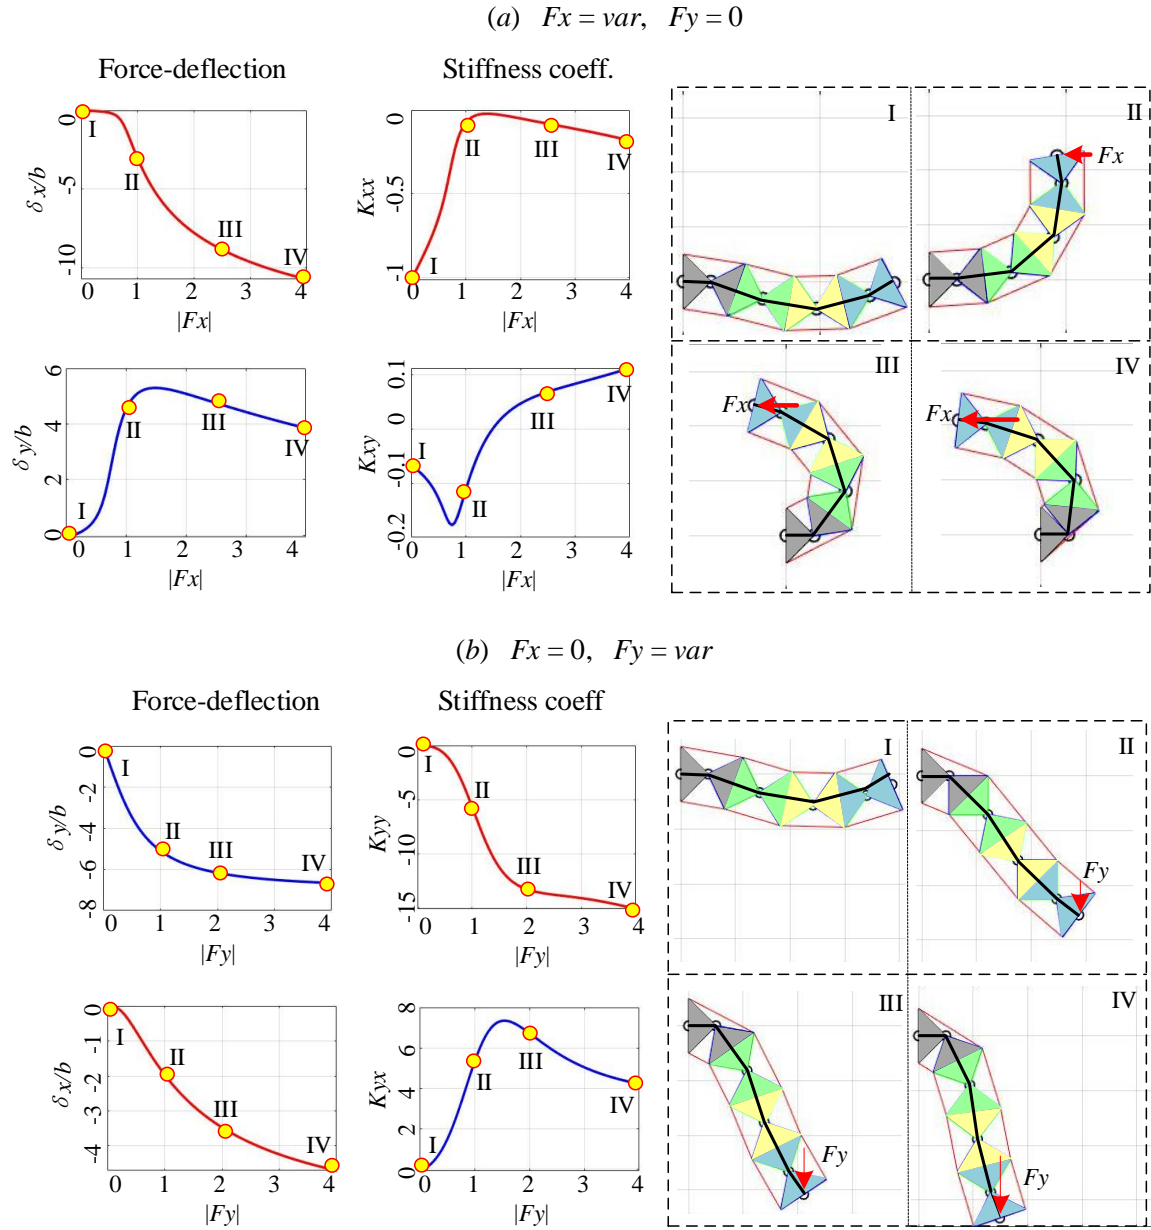 (a) Fx = var, Fy = 0
Force-deflection
Stiffness coeff.
δx/b
0
-5
-10
I
II
III
IV
0 1 2 3 4
|Fx|
Kxx
0
-0.5
-1
I
II
III
IV
0 1 2 3 4
|Fx|
δy/b
6
4
2
0
I
II
III
IV
0 1 2 3 4
|Fx|
Kxy
0.1
0
-0.1
-0.2
I
II
III
IV
0 1 2 3 4
|Fx|
I
II
Fx
III
Fx
IV
Fx
(b) Fx = 0, Fy = var
Force-deflection
Stiffness coeff
δy/b
0
-2
-4
-6
-8
I
II
III
IV
0 1 2 3 4
|Fy|
Kyy
0
-5
-10
-15
I
II
III
IV
0 1 2 3 4
|Fy|
δx/b
0
-1
-2
-3
-4
I
II
III
IV
0 1 2 3 4
|Fy|
Kyx
8
6
4
2
0
I
II
III
IV
0 1 2 3 4
|Fy|
I
II
Fy
III
Fy
IV
Fy